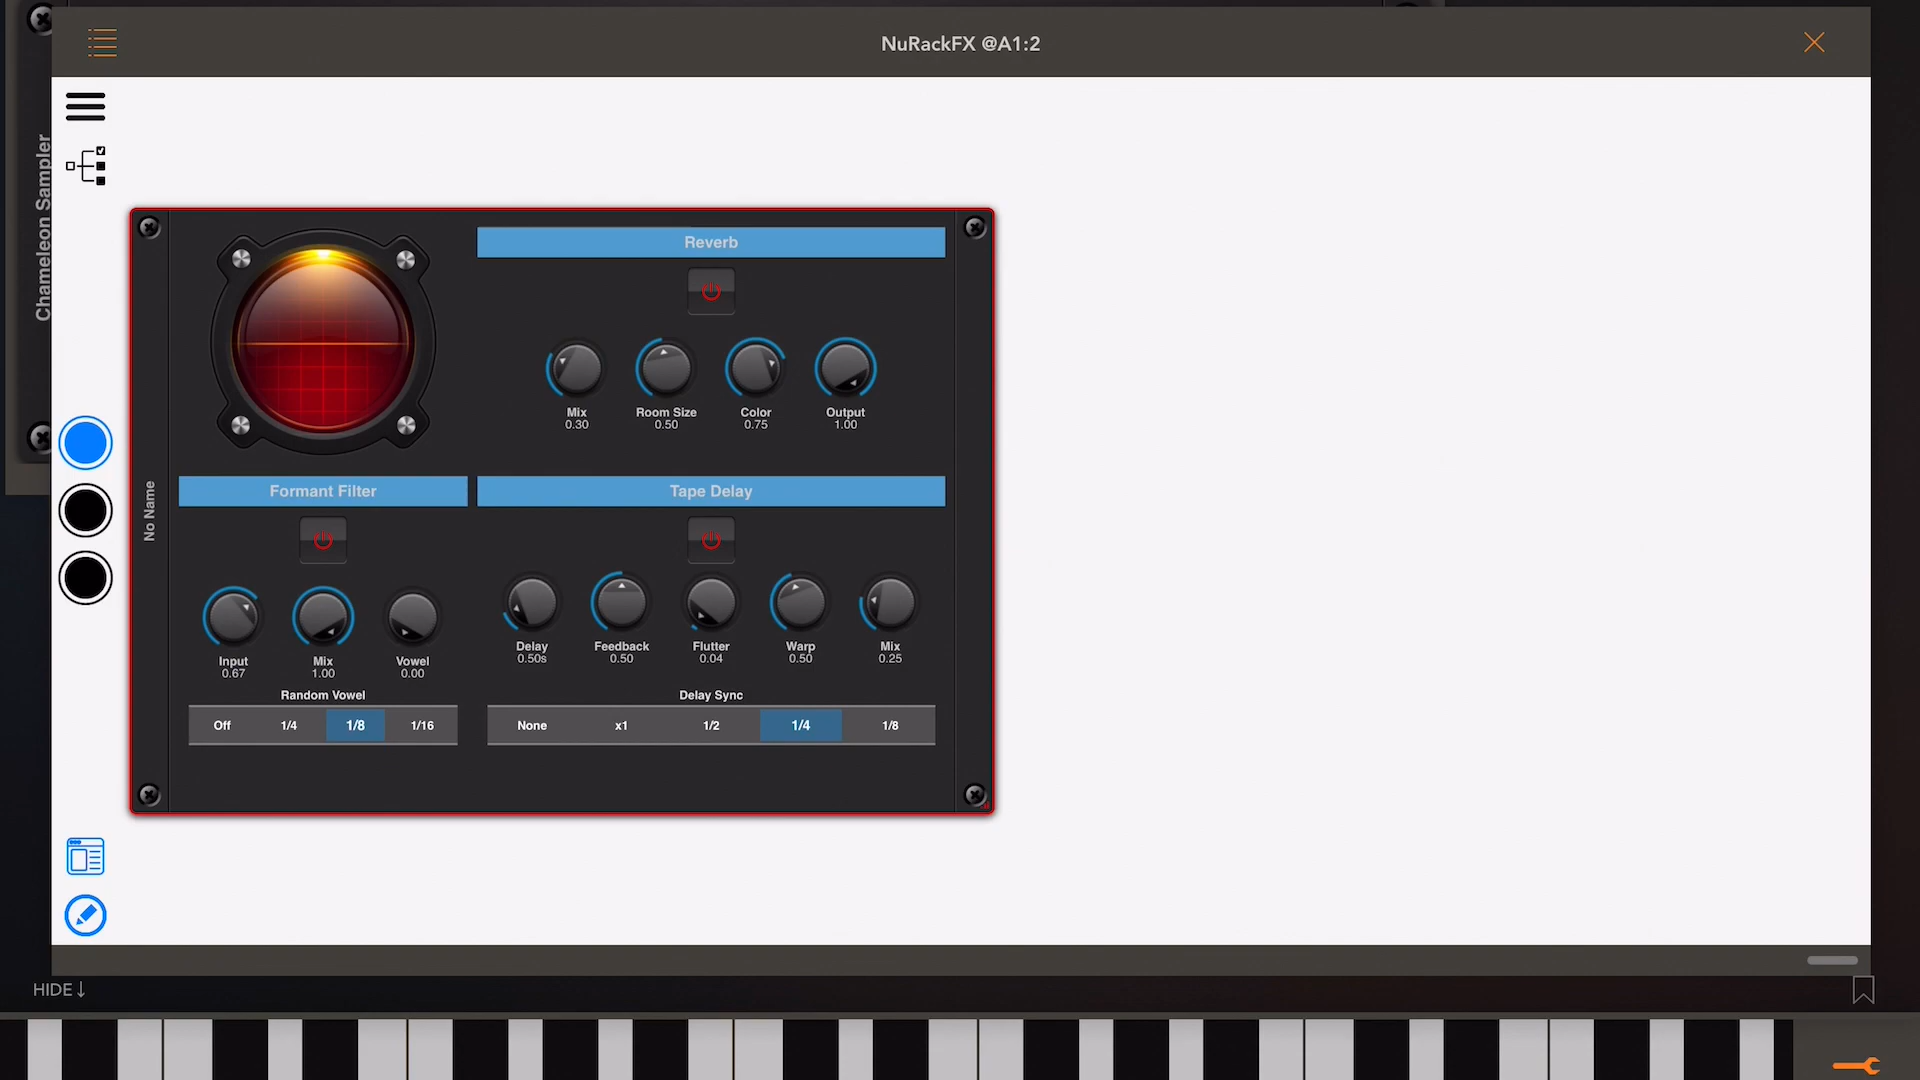 NuRackFX @A1:2
Chameleon Sampler
No Name
Reverb
Mix Room Size Color Output
0.30 0.50 0.75 1.00
Formant Filter
Input Mix Vowel
0.67 1.00 0.00
Random Vowel
Off 1/4 1/8 1/16
Tape Delay
Delay Feedback Flutter Warp Mix
0.50s 0.50 0.04 0.50 0.25
Delay Sync
None x1 1/2 1/4 1/8
HIDE↓